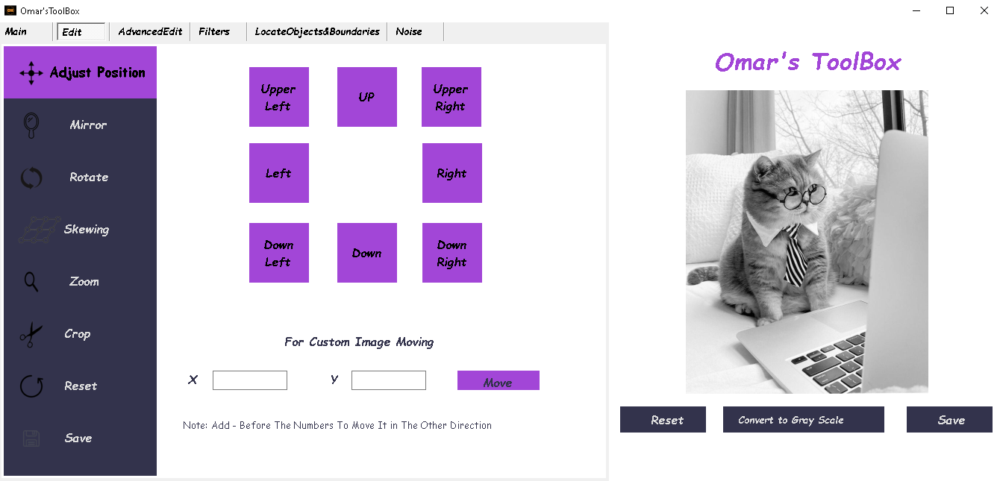 Omar'sToolBox
Main
Edit
AdvancedEdit
Filters
LocateObjects&Boundaries
Noise
Adjust Position
Mirror
Rotate
Skewing
Zoom
Crop
Reset
Save
Upper
Left
UP
Upper
Right
Left
Right
Down
Left
Down
Down
Right
For Custom Image Moving
X
Y
Move
Note: Add - Before The Numbers To Move It in The Other Direction
Omar's ToolBox
Reset
Convert to Gray Scale
Save